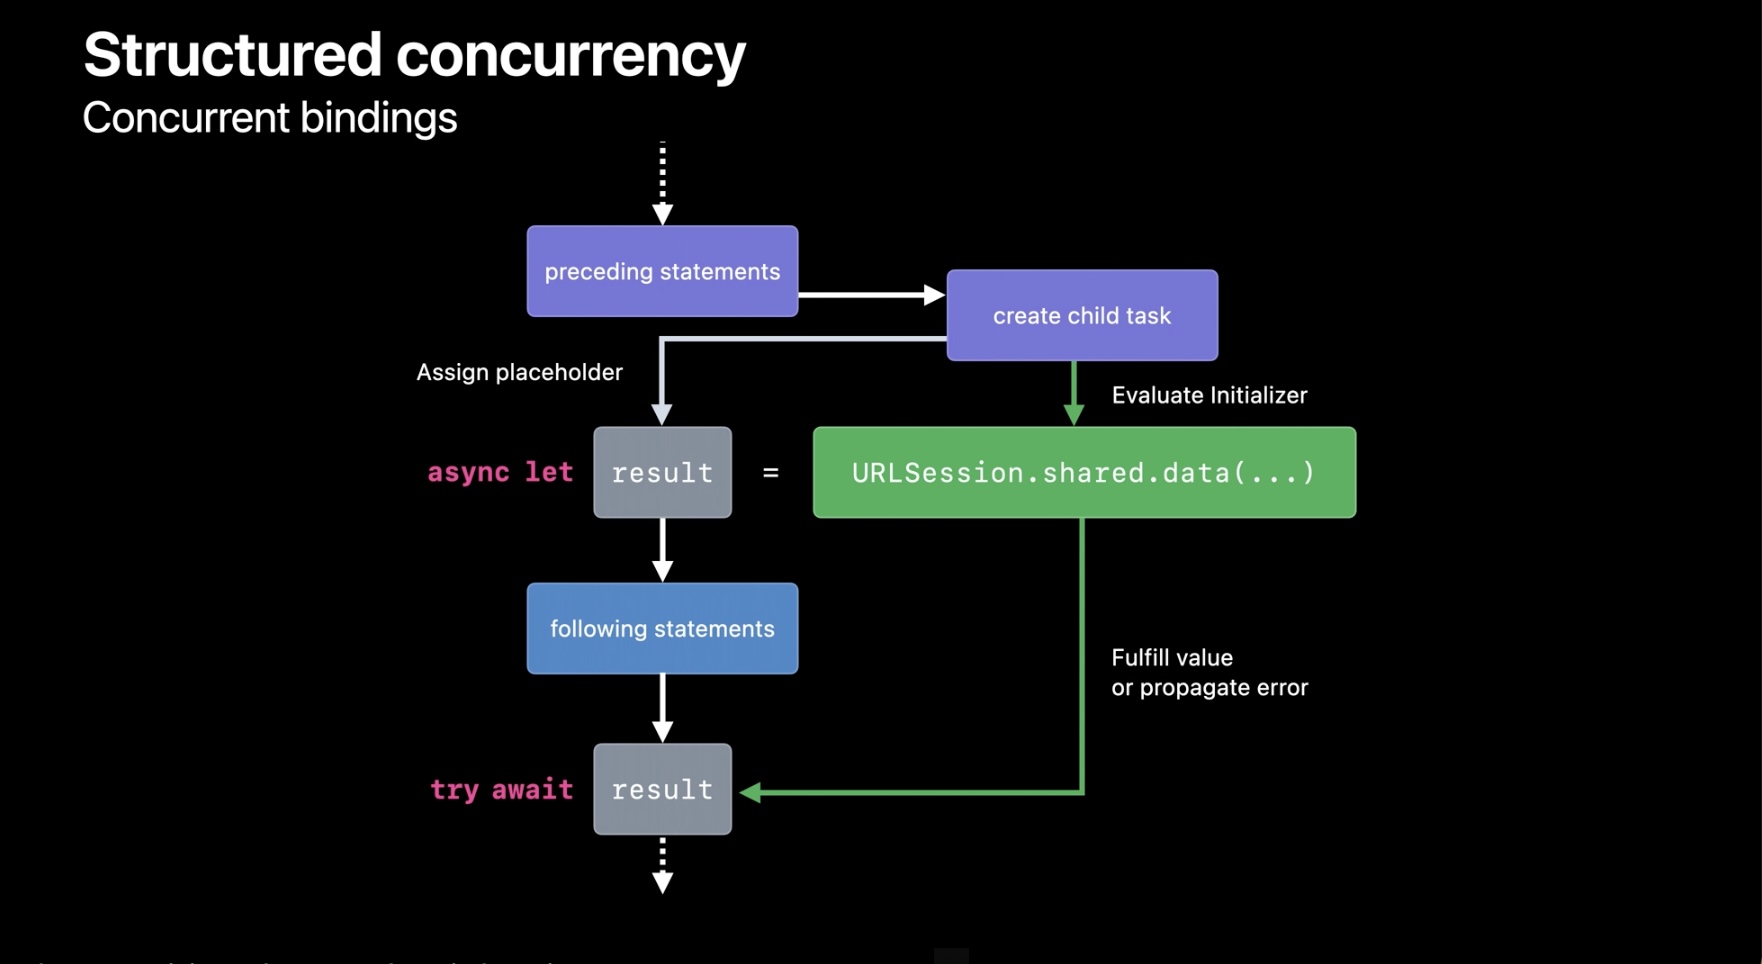 Structured concurrency
Concurrent bindings
preceding statements
create child task
Assign placeholder
Evaluate Initializer
async let result = URLSession.shared.data(...)
following statements
Fulfill value
or propagate error
try await result